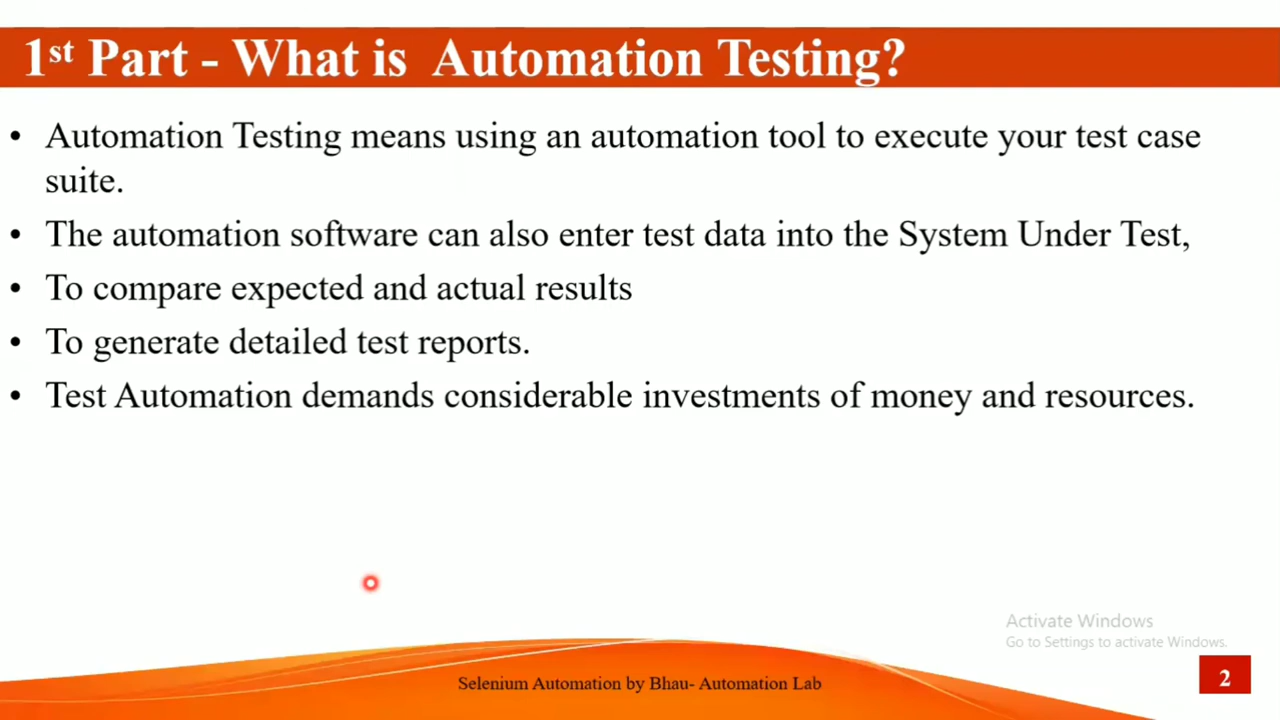 1st Part - What is Automation Testing?
• Automation Testing means using an automation tool to execute your test case
suite.
• The automation software can also enter test data into the System Under Test,
• To compare expected and actual results
• To generate detailed test reports.
• Test Automation demands considerable investments of money and resources.
Activate Windows
Go to Settings to activate Windows.
Selenium Automation by Bhau- Automation Lab
2